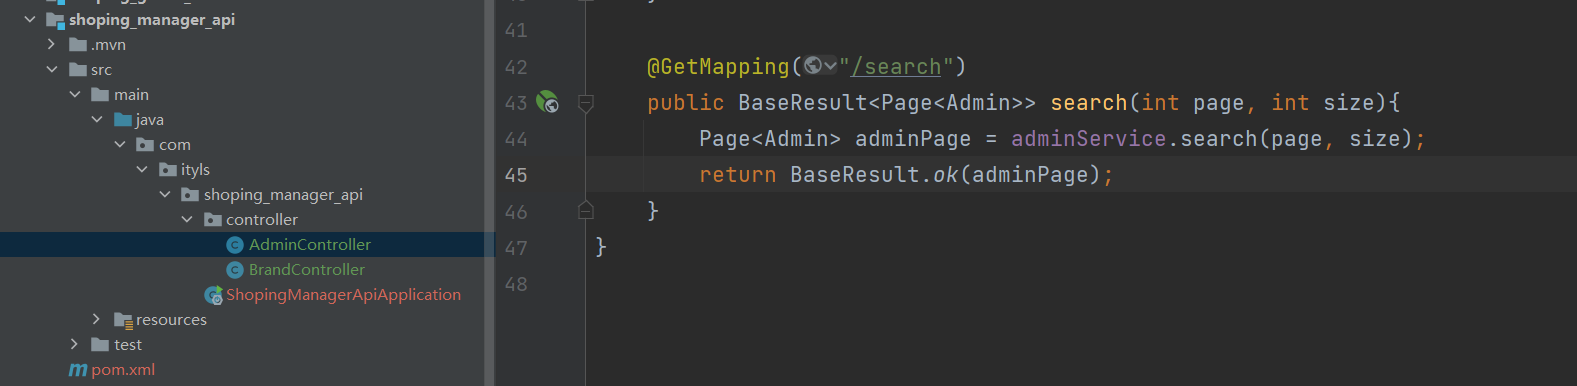 shoping_manager_api
.mvn
src
main
java
com
ityls
shoping_manager_api
controller
AdminController
BrandController
ShopingManagerApiApplication
resources
test
pom.xml
41
42 @GetMapping("/search")
43 public BaseResult<Page<Admin>> search(int page, int size){
44 Page<Admin> adminPage = adminService.search(page, size);
45 return BaseResult.ok(adminPage);
46 }
47 }
48